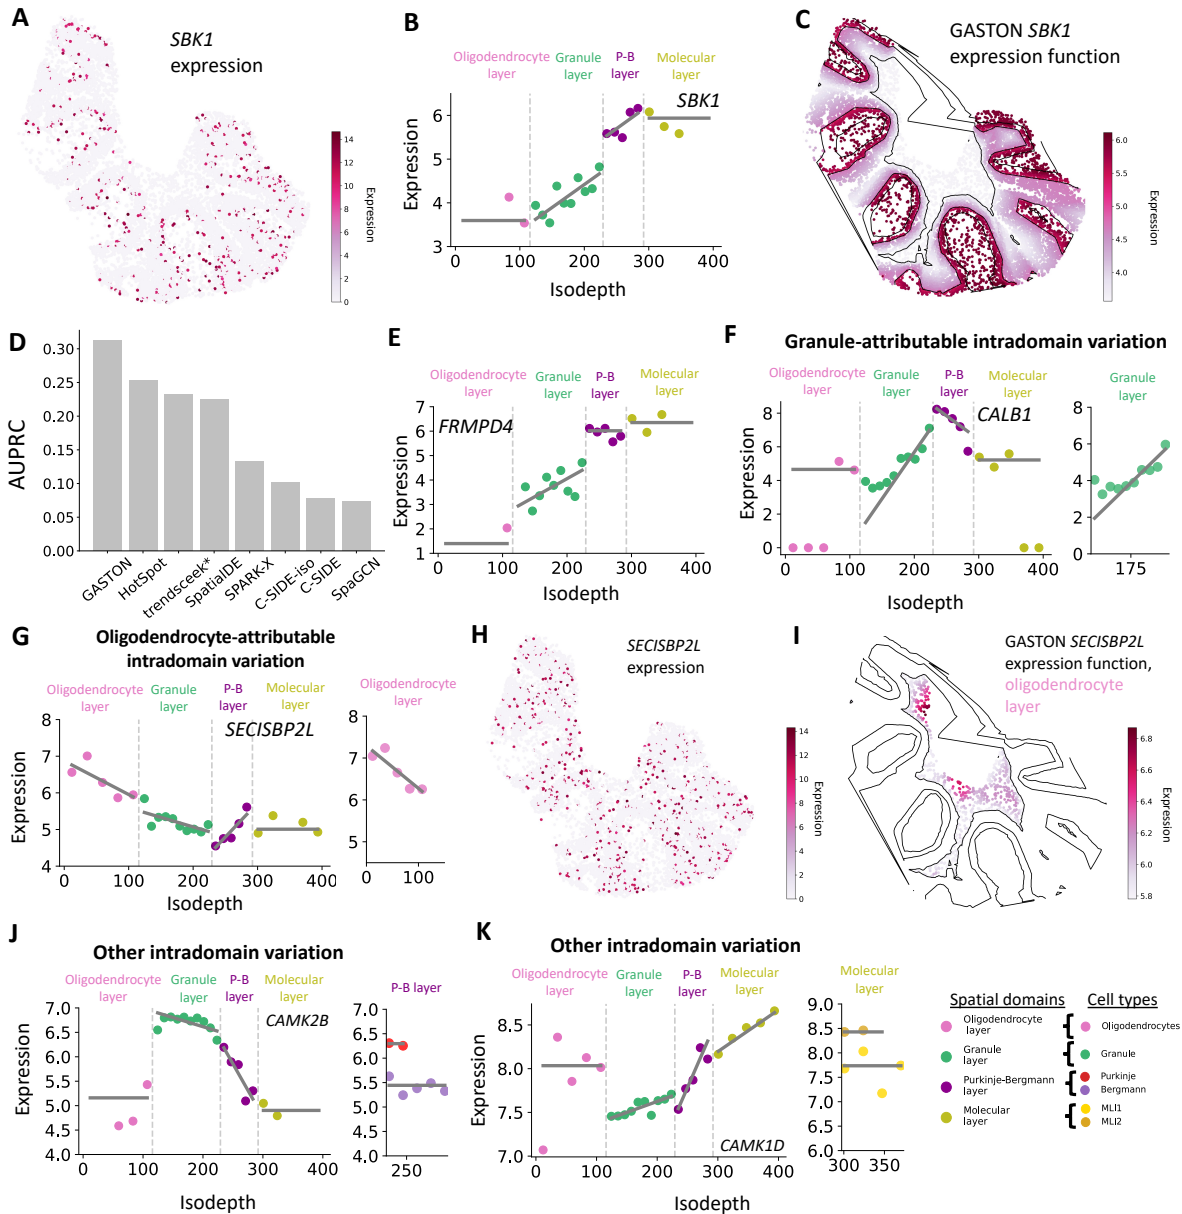 A
SBK1
expression
14
12
10
8
6
4
2
0
Expression
B
Oligodendrocyte
layer
Granule
layer
P-B
layer
Molecular
layer
SBK1
Expression
6
5
4
3
0 100 200 300 400
Isodepth
C
GASTON SBK1
expression function
6.0
5.5
5.0
4.5
4.0
Expression
D
AUPRC
0.30
0.25
0.20
0.15
0.10
0.05
0.00
GASTON
HotSpot
trendsceek*
SpatialDE
SPARK-X
C-SIDE-iso
C-SIDE
SpaGCN
E
Oligodendrocyte
layer
Granule
layer
P-B
layer
Molecular
layer
FRMPD4
Expression
7
6
5
4
3
2
1
0 100 200 300 400
Isodepth
F
Granule-attributable intradomain variation
Oligodendrocyte
layer
Granule
layer
P-B
layer
Molecular
layer
CALB1
Expression
8
6
4
2
0
0 100 200 300 400
Isodepth
Granule
layer
8
6
4
2
0
175
G
Oligodendrocyte-attributable
intradomain variation
Oligodendrocyte
layer
Granule
layer
P-B
layer
Molecular
layer
SECISBP2L
Expression
8
7
6
5
4
0 100 200 300 400
Isodepth
Oligodendrocyte
layer
8
7
6
5
0 100
H
SECISBP2L
expression
14
12
10
8
6
4
2
0
Expression
I
GASTON SECISBP2L
expression function,
oligodendrocyte
layer
6.8
6.6
6.4
6.2
6.0
5.8
Expression
J
Other intradomain variation
Oligodendrocyte
layer
Granule
layer
P-B
layer
Molecular
layer
CAMK2B
Expression
7.0
6.5
6.0
5.5
5.0
4.5
4.0
0 100 200 300 400
Isodepth
P-B layer
7.0
6.5
6.0
5.5
5.0
4.5
4.0
250
K
Other intradomain variation
Oligodendrocyte
layer
Granule
layer
P-B
layer
Molecular
layer
CAMK1D
Expression
8.5
8.0
7.5
7.0
0 100 200 300 400
Isodepth
Molecular
layer
9.0
8.5
8.0
7.5
7.0
6.5
6.0
300 350
Spatial domains
Oligodendrocyte
layer
Granule
layer
Purkinje-Bergmann
layer
Molecular
layer
Cell types
Oligodendrocytes
Granule
Purkinje
Bergmann
MLI1
MLI2